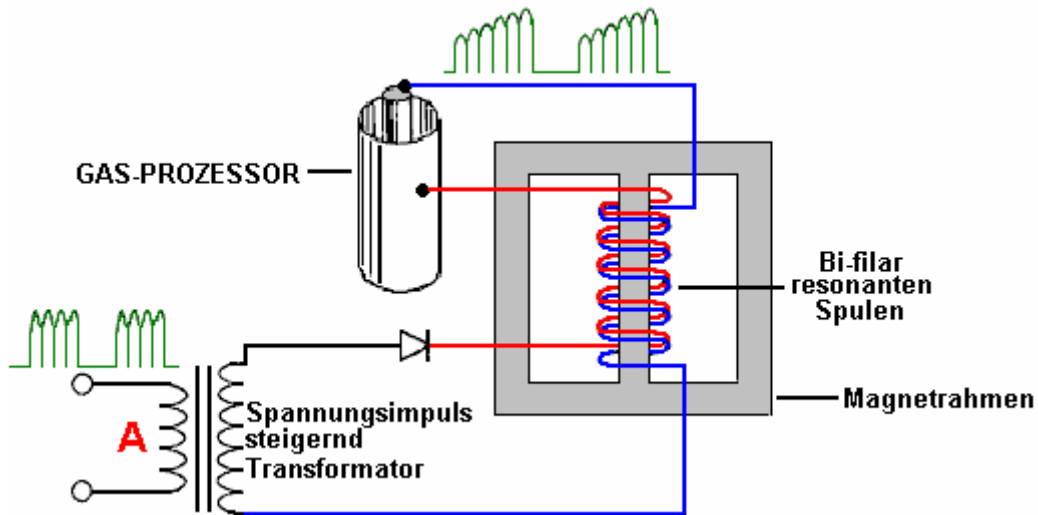 GAS-PROZESSOR
Bi-filar
resonanten
Spulen
Magnetrahmen
A
Spannungsimpuls
steigernd
Transformator